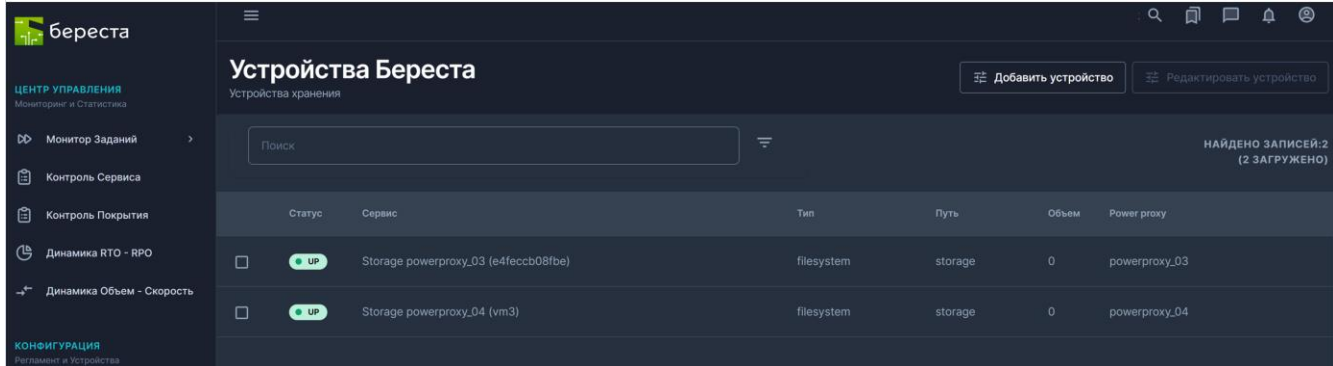 береста
Устройства Береста
Устройства хранения
Добавить устройство
Редактировать устройство
ЦЕНТР УПРАВЛЕНИЯ
Мониторинг и Статистика
Монитор Заданий
Контроль Сервиса
Контроль Покрытия
Динамика RTO - RPO
Динамика Объем - Скорость
КОНФИГУРАЦИЯ
Регламент и Устройства
Поиск
НАЙДЕНО ЗАПИСЕЙ:2
(2 ЗАГРУЖЕНО)
Статус Сервис Тип Путь Объем Power proxy
UP Storage powerproxy_03 (e4feccb08fbe) filesystem storage 0 powerproxy_03
UP Storage powerproxy_04 (vm3) filesystem storage 0 powerproxy_04